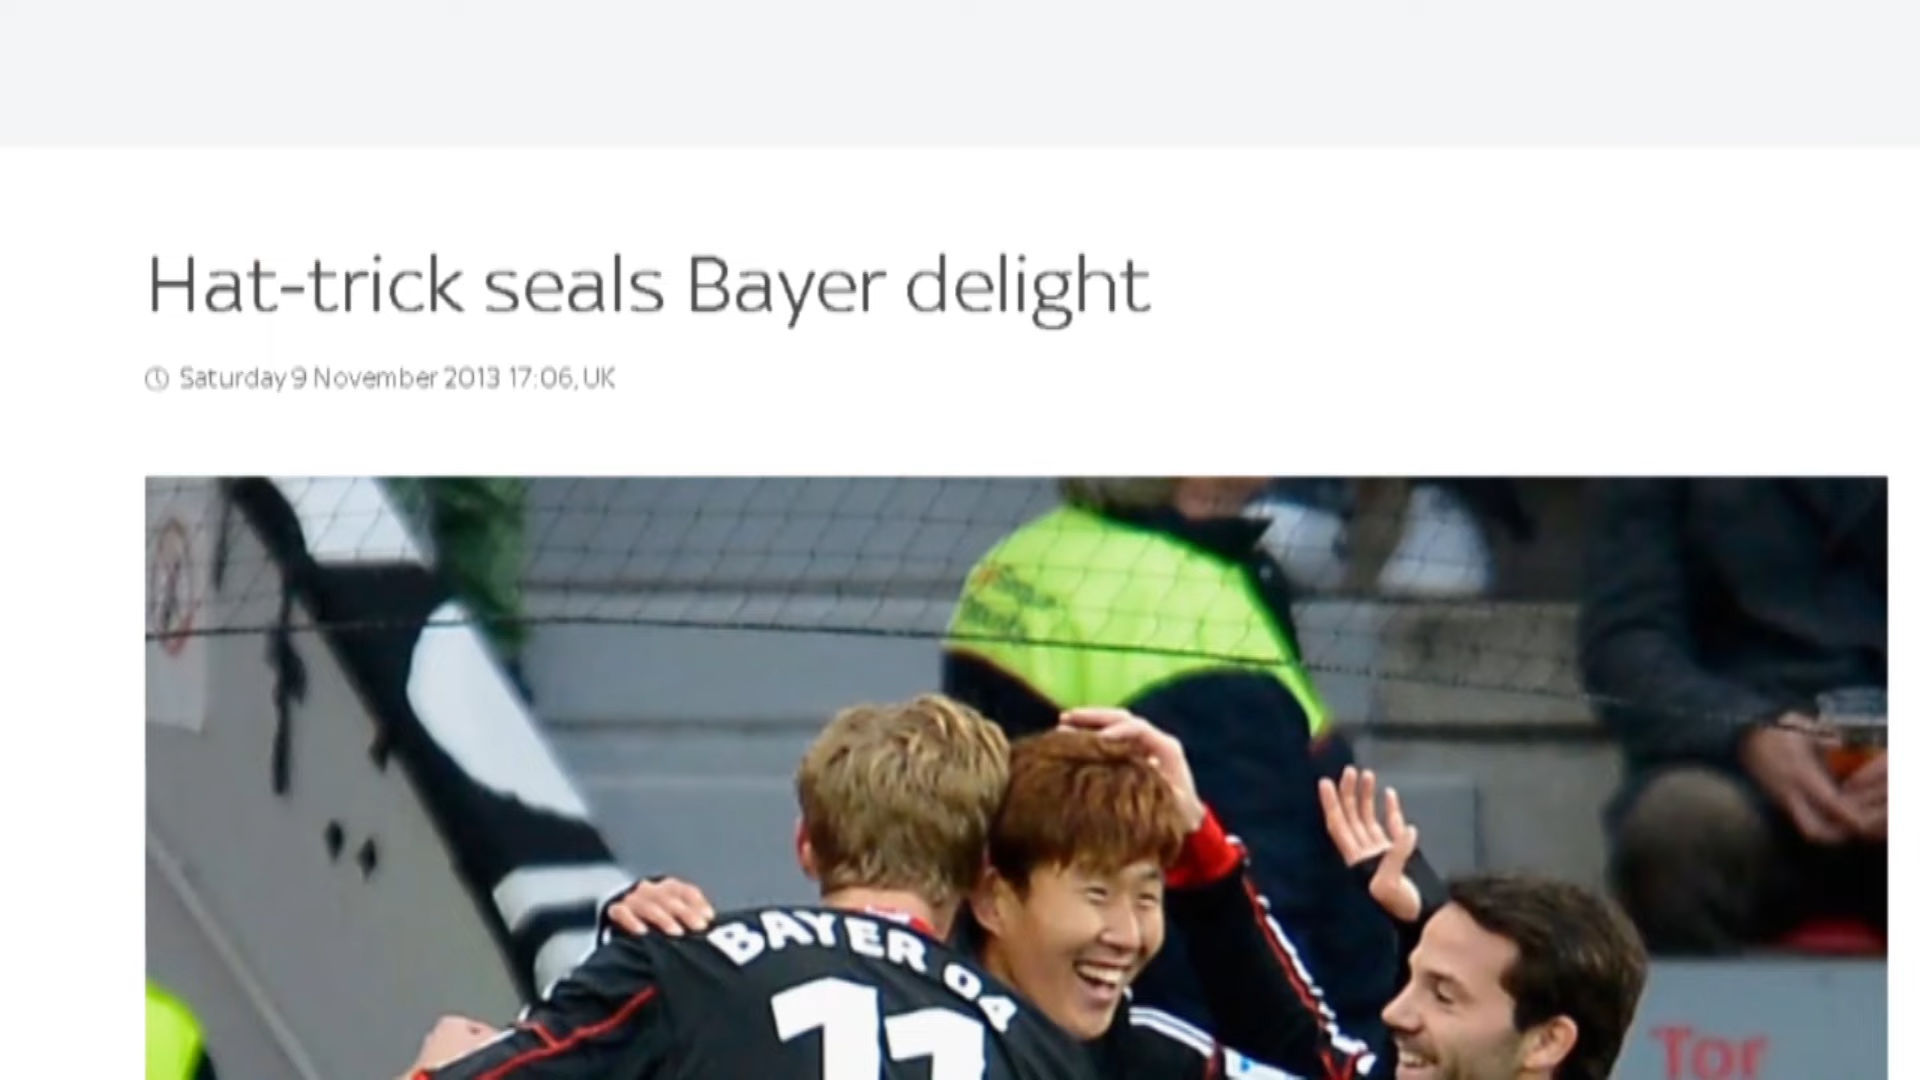 Hat-trick seals Bayer delight
Saturday 9 November 2013 17:06, UK
BAYER 04
11
Tor